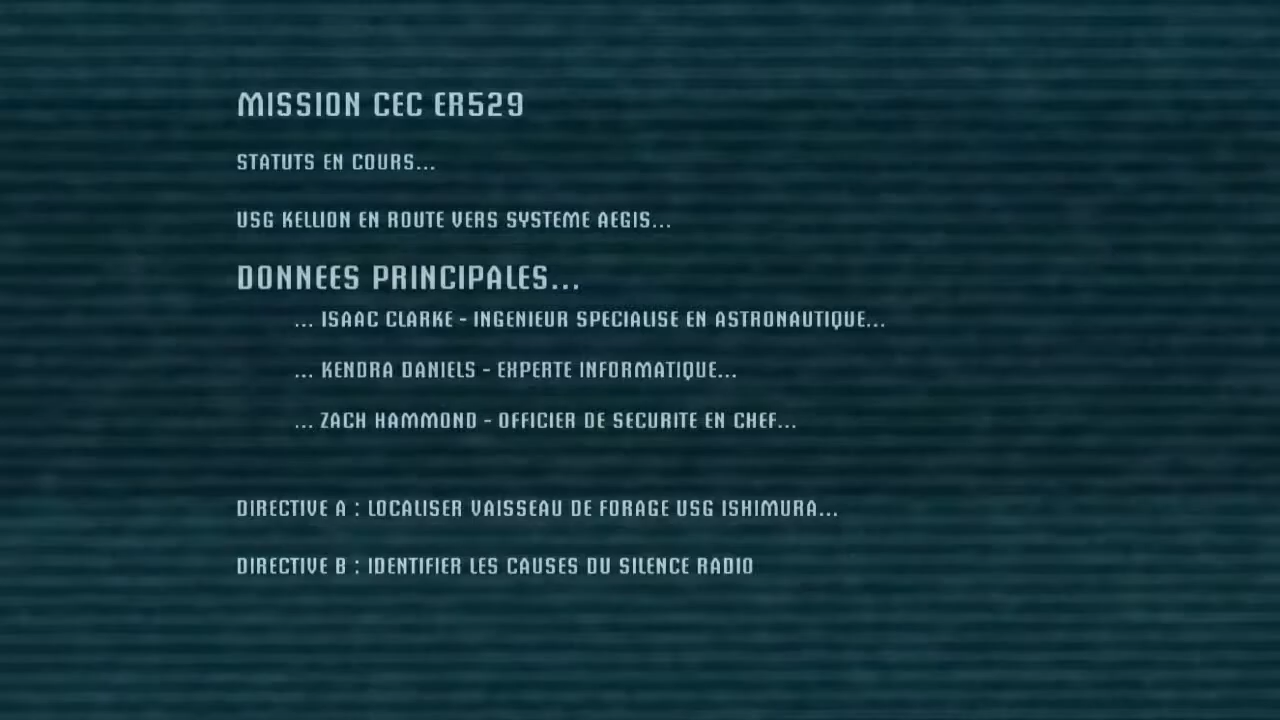 MISSION CEC ER529
STATUTS EN COURS...
USG KELLION EN ROUTE VERS SYSTEME AEGIS...
DONNEES PRINCIPALES...
... ISAAC CLARKE - INGENIEUR SPECIALISE EN ASTRONAUTIQUE...
... KENDRA DANIELS - EXPERTE INFORMATIQUE...
... ZACH HAMMOND - OFFICIER DE SECURITE EN CHEF...
DIRECTIVE A : LOCALISER VAISSEAU DE FORAGE USG ISHIMURA...
DIRECTIVE B : IDENTIFIER LES CAUSES DU SILENCE RADIO